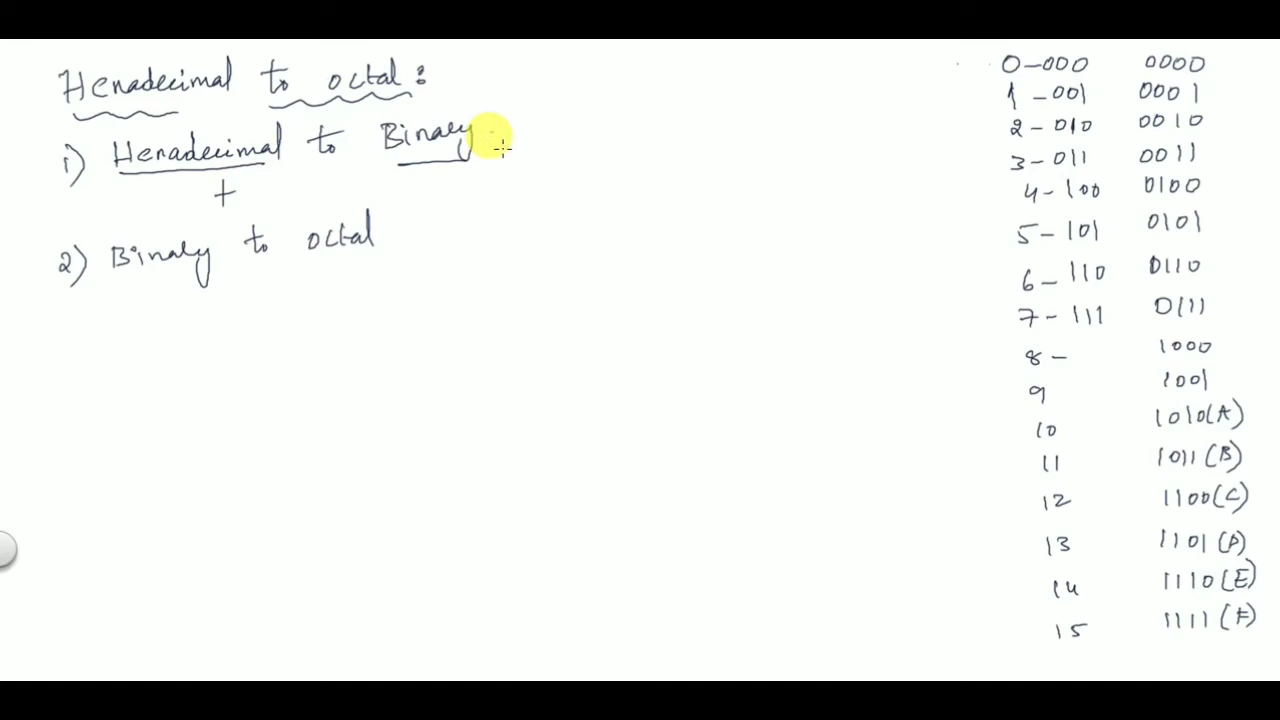 Hexadecimal to octal:
1) Hexadecimal to Binary
+
2) Binary to octal
0-000 0000
1-001 0001
2-010 0010
3-011 0011
4-100 0100
5-101 0101
6-110 0110
7-111 0111
8- 1000
9 1001
10 1010(A)
11 1011(B)
12 1100(C)
13 1101(D)
14 1110(E)
15 1111(F)